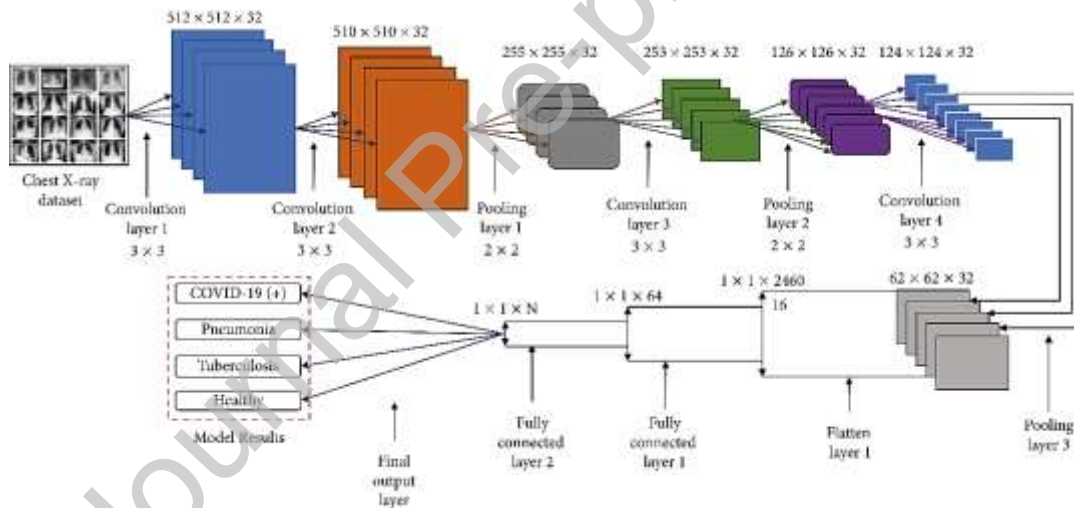 512 × 512 × 32
510 × 510 × 32
255 × 255 × 32
253 × 253 × 32
126 × 126 × 32
124 × 124 × 32
Chest X-ray
dataset
Convolution
layer 1
3 × 3
Convolution
layer 2
3 × 3
Pooling
layer 1
2 × 2
Convolution
layer 3
3 × 3
Pooling
layer 2
2 × 2
Convolution
layer 4
3 × 3
COVID-19 (+)
Pneumonia
Tuberculosis
Healthy
Model Results
1 × 1 × N
1 × 1 × 64
1 × 1 × 2460
16
62 × 62 × 32
Final
output
layer
Fully
connected
layer 2
Fully
connected
layer 1
Flatten
layer 1
Pooling
layer 3
Journal Pre-p